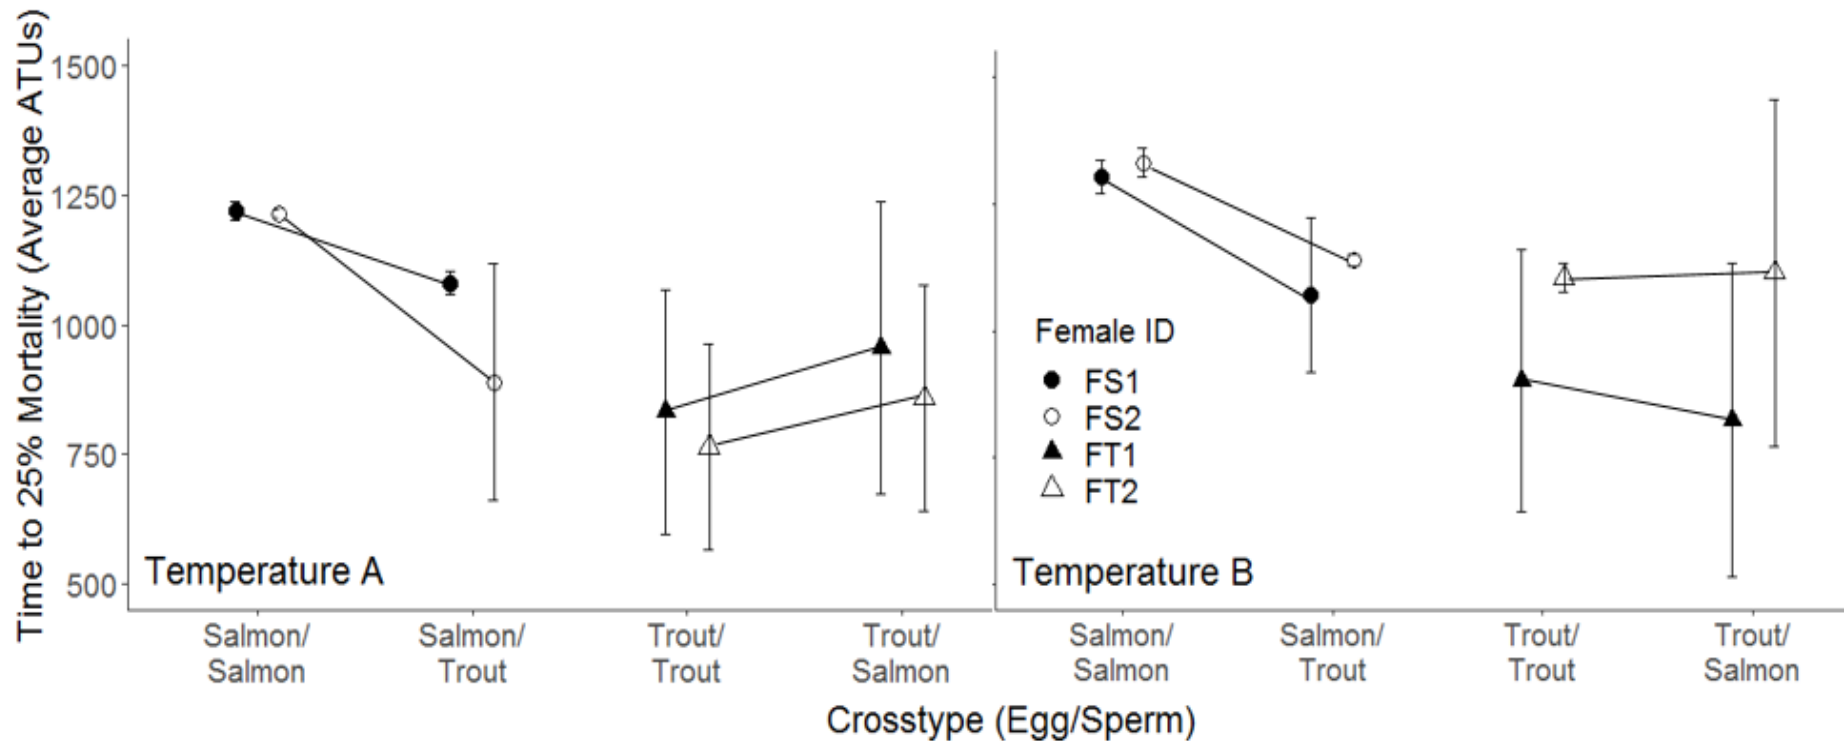 Time to 25% Mortality (Average ATUs)
1500
1250
1000
750
500
Temperature A
Salmon/
Salmon
Salmon/
Trout
Trout/
Trout
Trout/
Salmon
Female ID
FS1
FS2
FT1
FT2
Temperature B
Salmon/
Salmon
Salmon/
Trout
Trout/
Trout
Trout/
Salmon
Crosstype (Egg/Sperm)